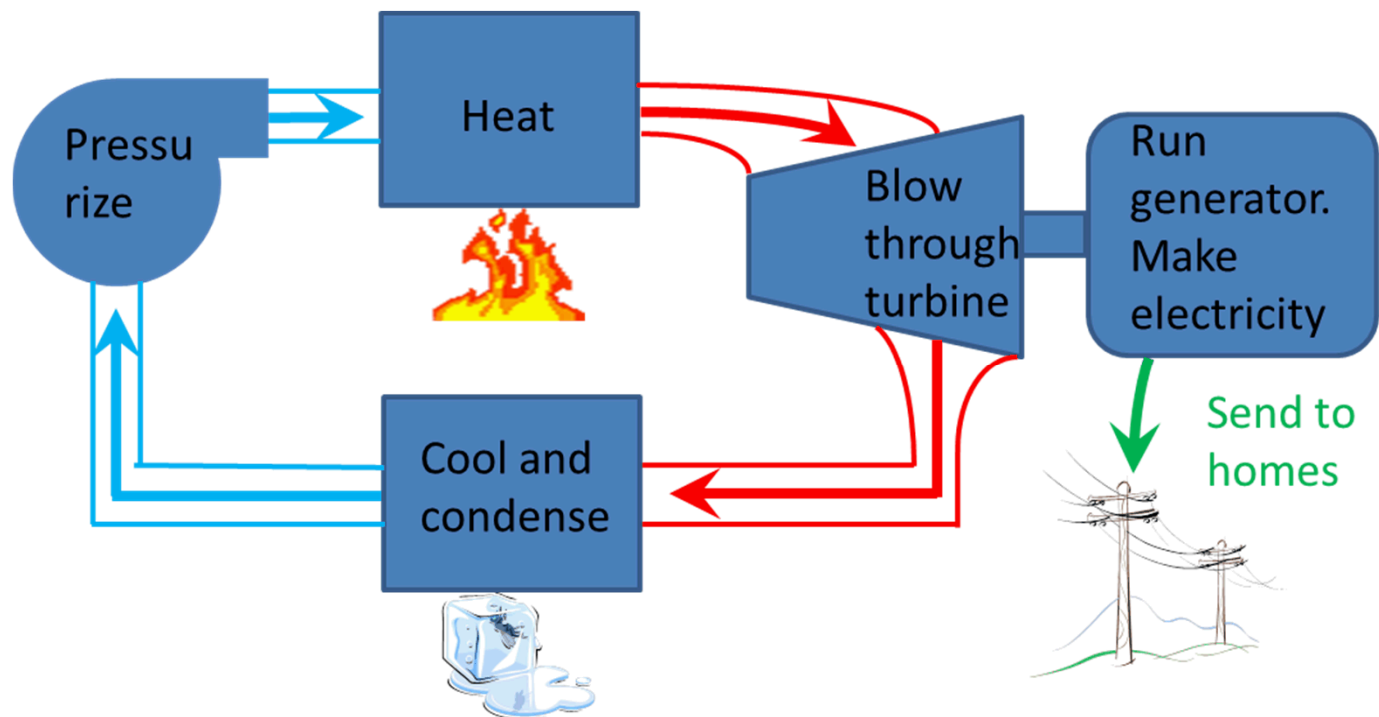 Pressu
rize
Heat
Blow
through
turbine
Run
generator.
Make
electricity
Send to
homes
Cool and
condense